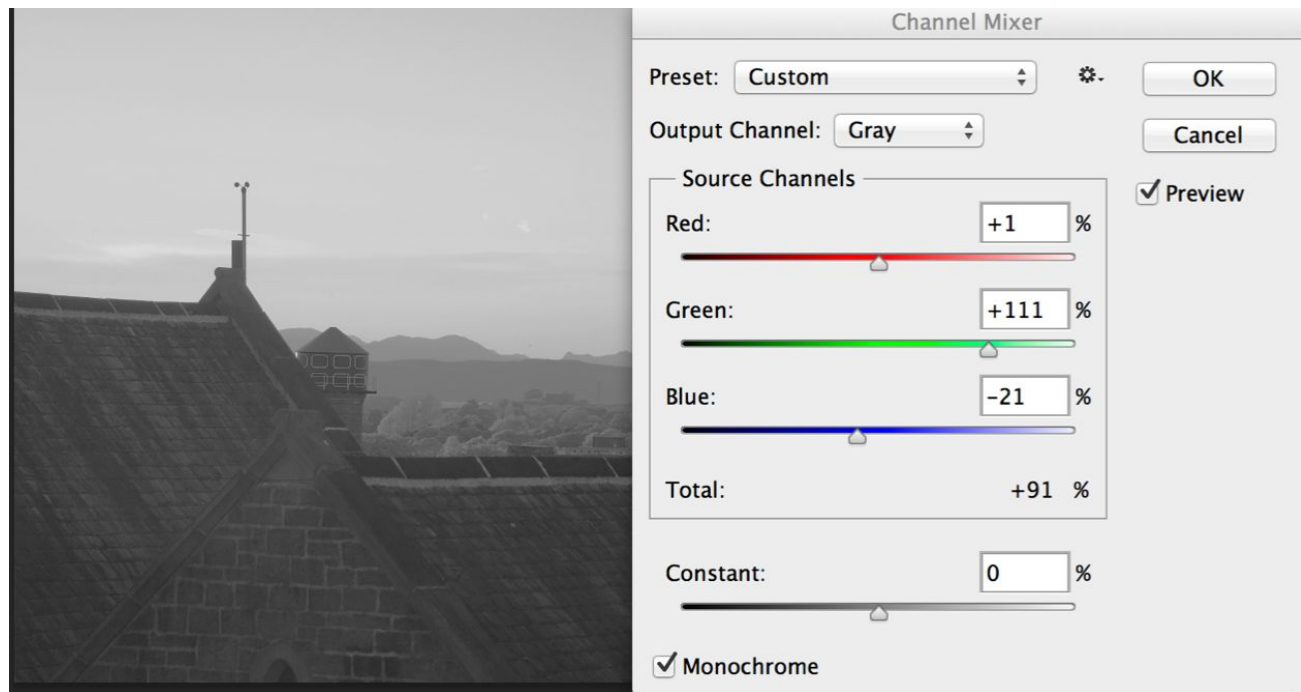 Channel Mixer
Preset: Custom
OK
Output Channel: Gray
Cancel
Source Channels
Preview
Red: +1 %
Green: +111 %
Blue: -21 %
Total: +91 %
Constant: 0 %
Monochrome